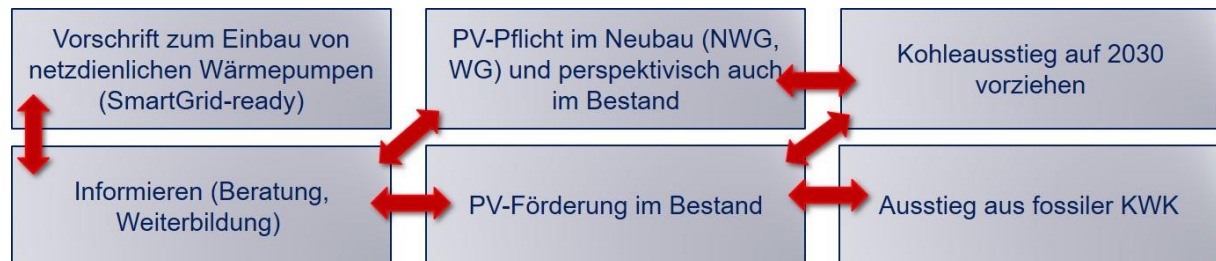 Vorschrift zum Einbau von
netzdienlichen Wärmepumpen
(SmartGrid-ready)
PV-Pflicht im Neubau (NWG,
WG) und perspektivisch auch
im Bestand
Kohleausstieg auf 2030
vorziehen
Informieren (Beratung,
Weiterbildung)
PV-Förderung im Bestand
Ausstieg aus fossiler KWK